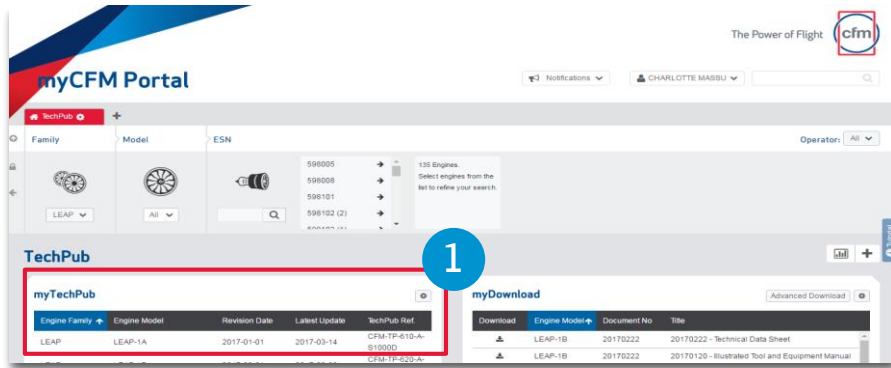 The Power of Flight cfm
myCFM Portal
Notifications
CHARLOTTE MASSU
TechPub
Family Model ESN Operator: All
598005
598008
598101
598102 (2)
135 Engines.
Select engines from the
list to refine your search.
LEAP All
Tutorial
TechPub
1
myTechPub
Engine Family Engine Model Revision Date Latest Update TechPub Ref.
LEAP LEAP-1A 2017-01-01 2017-03-14 CFM-TP-610-A-
S1000D
CFM-TP-620-A-
myDownload Advanced Download
Download Engine Model Document No Title
LEAP-1B 20170222 20170222 - Technical Data Sheet
LEAP-1B 20170222 20170120 - Illustrated Tool and Equipment Manual